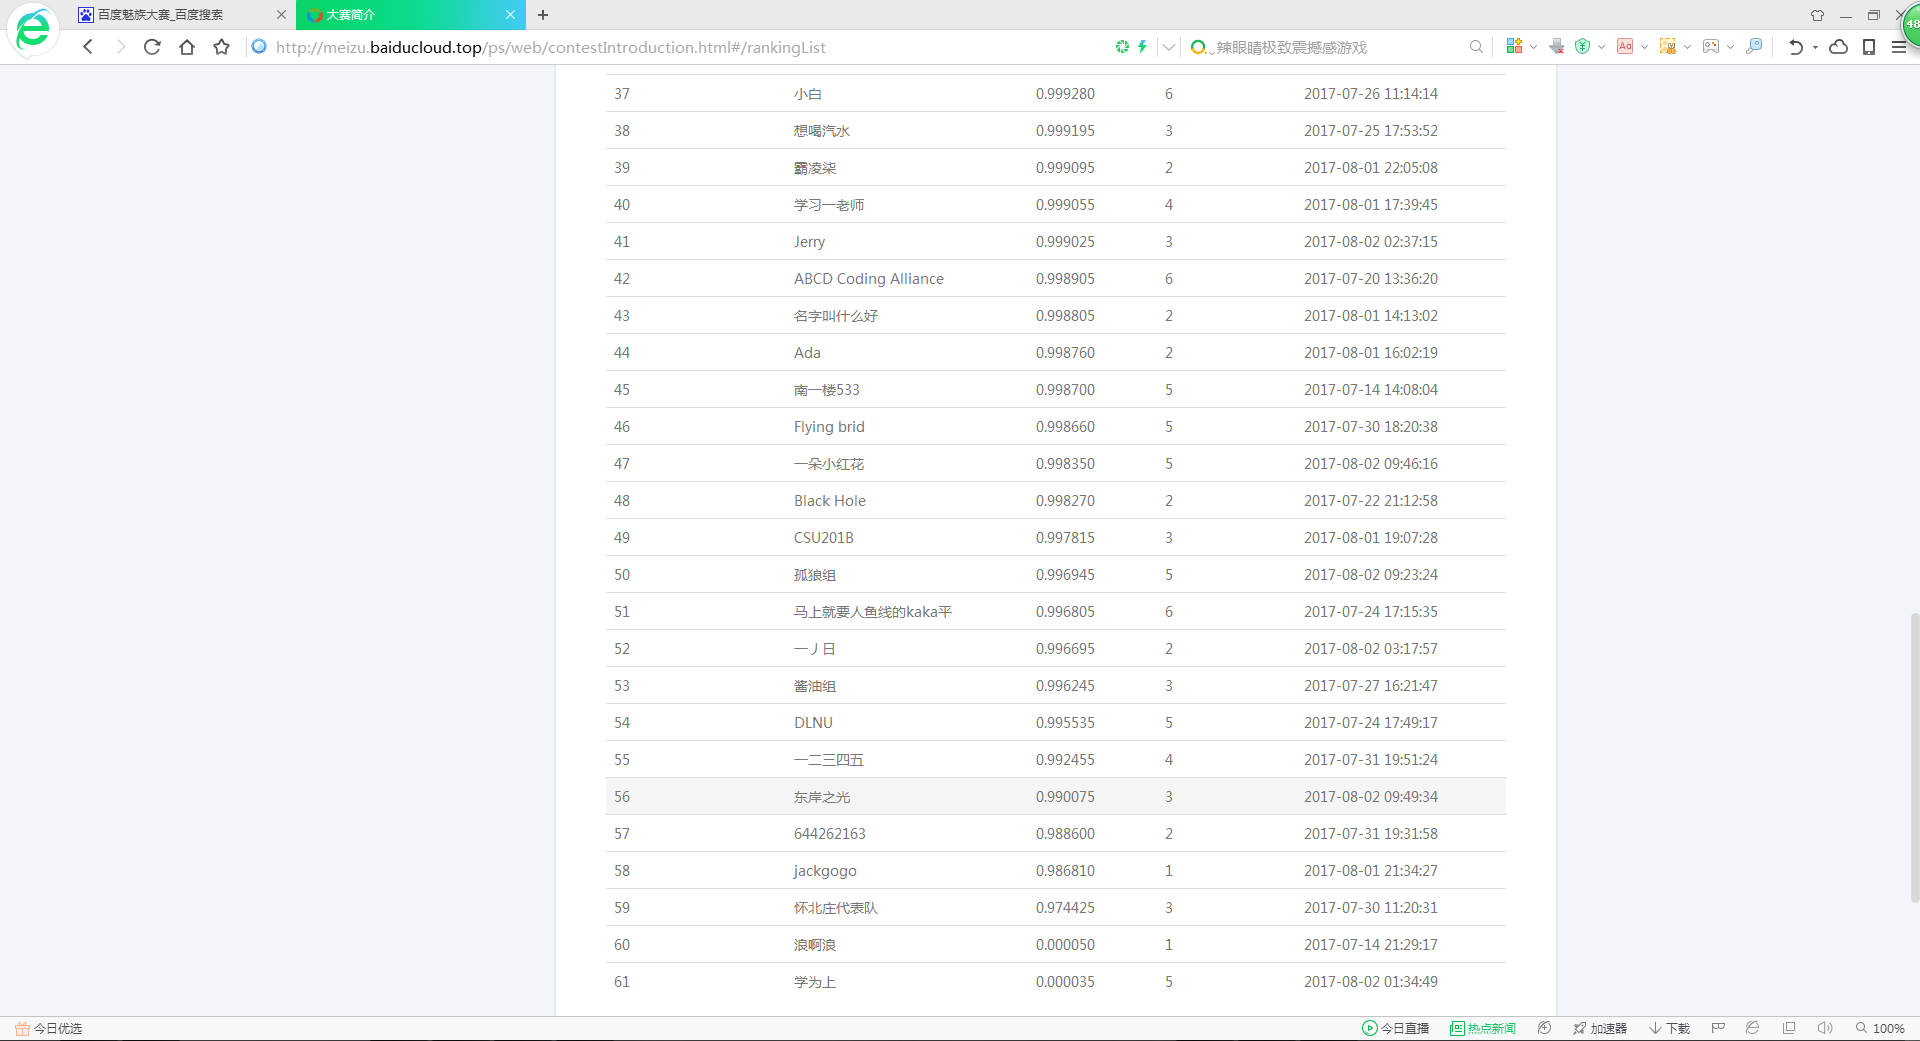 百度魅族大赛_百度搜索
大赛简介
48
http://meizu.baiducloud.top/ps/web/contestIntroduction.html#/rankingList
辣眼睛极致震撼感游戏
37 小白 0.999280 6 2017-07-26 11:14:14
38 想喝汽水 0.999195 3 2017-07-25 17:53:52
39 霸凌柒 0.999095 2 2017-08-01 22:05:08
40 学习一老师 0.999055 4 2017-08-01 17:39:45
41 Jerry 0.999025 3 2017-08-02 02:37:15
42 ABCD Coding Alliance 0.998905 6 2017-07-20 13:36:20
43 名字叫什么好 0.998805 2 2017-08-01 14:13:02
44 Ada 0.998760 2 2017-08-01 16:02:19
45 南一楼533 0.998700 5 2017-07-14 14:08:04
46 Flying brid 0.998660 5 2017-07-30 18:20:38
47 一朵小红花 0.998350 5 2017-08-02 09:46:16
48 Black Hole 0.998270 2 2017-07-22 21:12:58
49 CSU201B 0.997815 3 2017-08-01 19:07:28
50 孤狼组 0.996945 5 2017-08-02 09:23:24
51 马上就要人鱼线的kaka平 0.996805 6 2017-07-24 17:15:35
52 一丿日 0.996695 2 2017-08-02 03:17:57
53 酱油组 0.996245 3 2017-07-27 16:21:47
54 DLNU 0.995535 5 2017-07-24 17:49:17
55 一二三四五 0.992455 4 2017-07-31 19:51:24
56 东岸之光 0.990075 3 2017-08-02 09:49:34
57 644262163 0.988600 2 2017-07-31 19:31:58
58 jackgogo 0.986810 1 2017-08-01 21:34:27
59 怀北庄代表队 0.974425 3 2017-07-30 11:20:31
60 浪啊浪 0.000050 1 2017-07-14 21:29:17
61 学为上 0.000035 5 2017-08-02 01:34:49
今日优选 今日直播 热点新闻 加速器 下载 100%